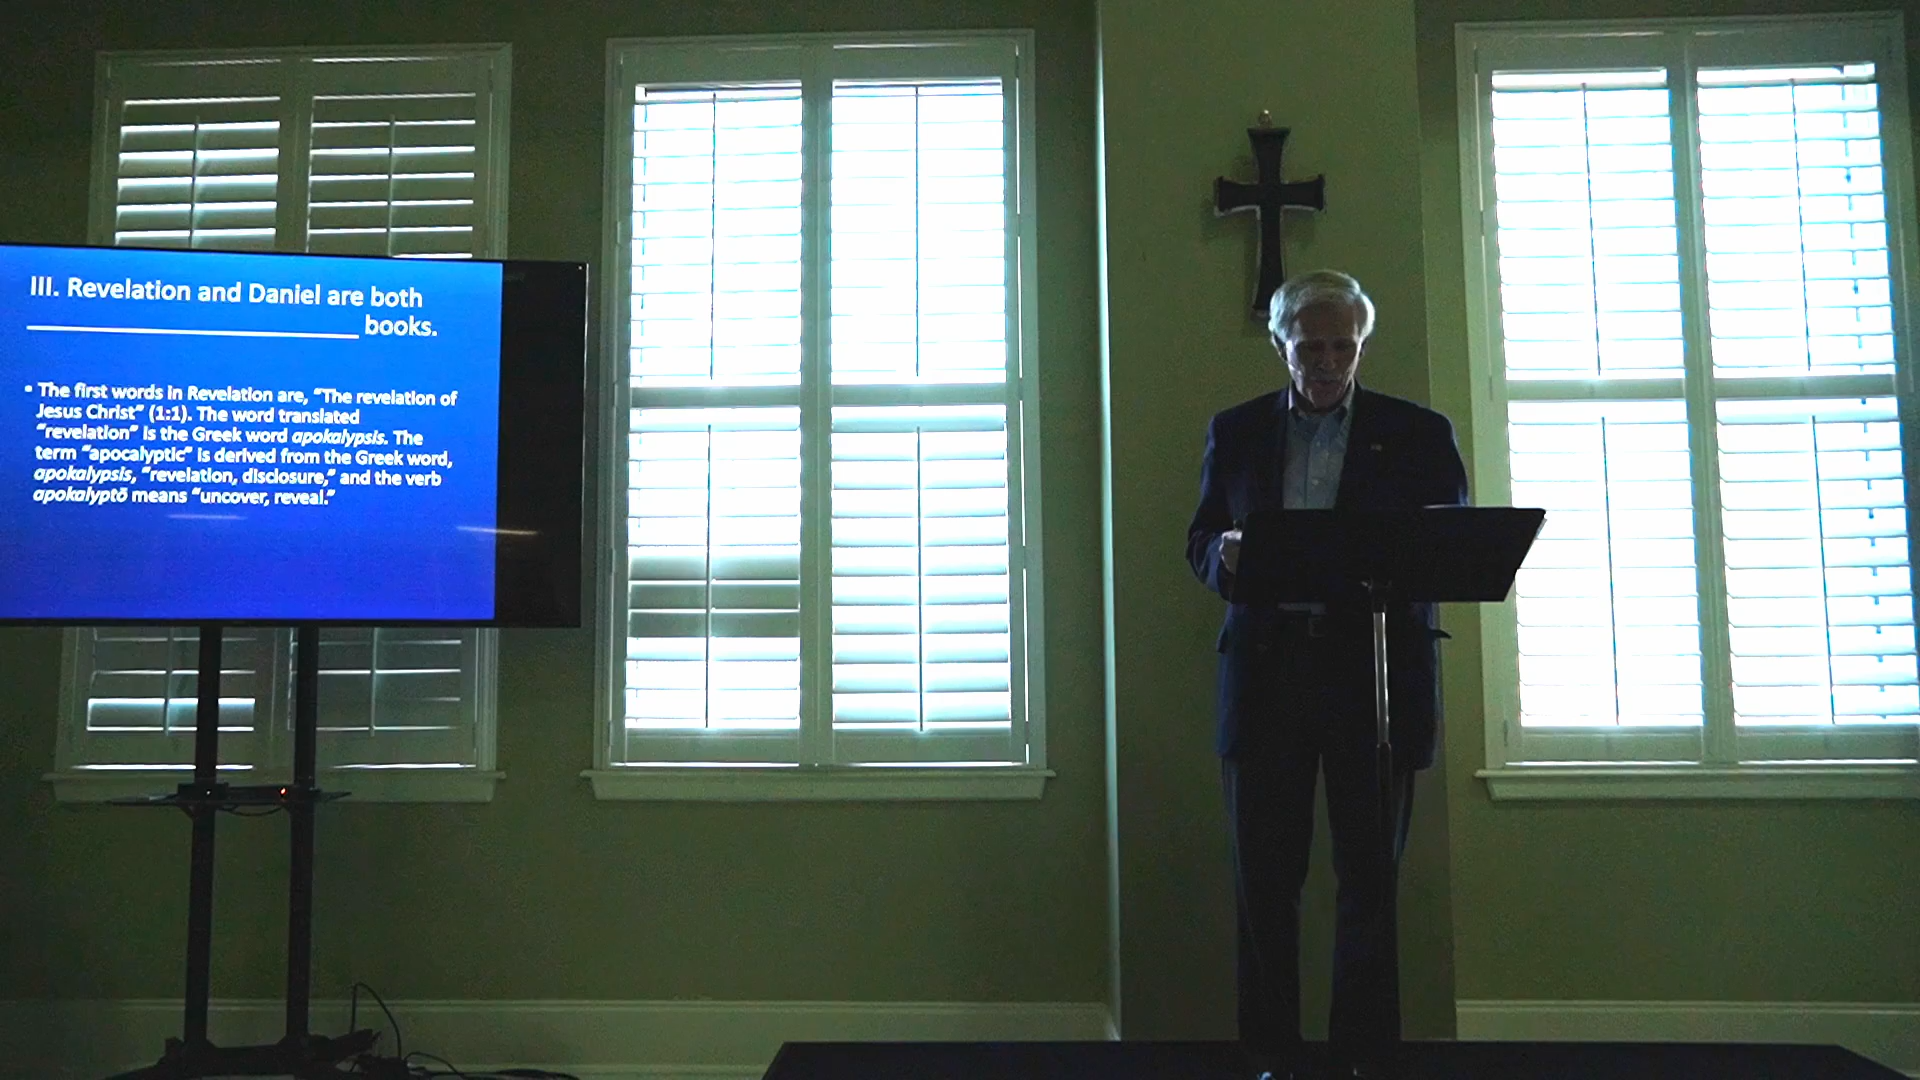 III. Revelation and Daniel are both
____________________ books.
• The first words in Revelation are, “The revelation of
Jesus Christ” (1:1). The word translated
“revelation” is the Greek word apokalypsis. The
term “apocalyptic” is derived from the Greek word,
apokalypsis, “revelation, disclosure,” and the verb
apokalyptō means “uncover, reveal.”